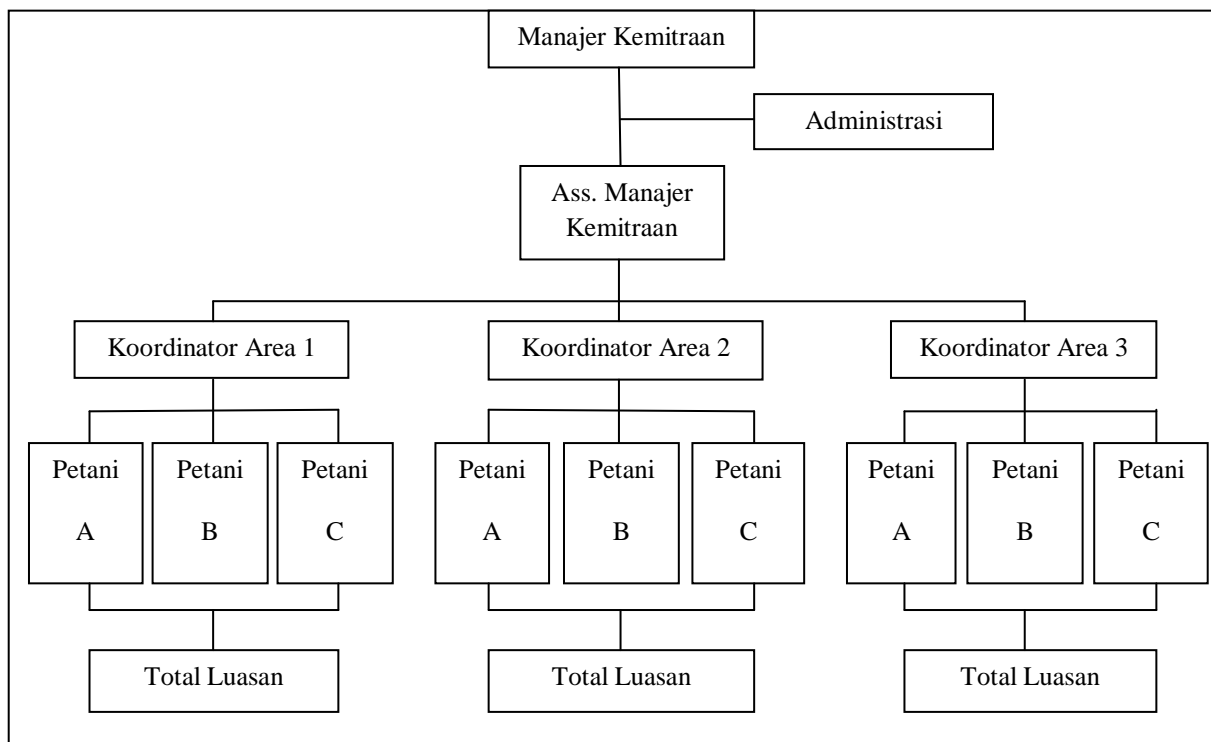 Manajer Kemitraan
Administrasi
Ass. Manajer
Kemitraan
Koordinator Area 1
Koordinator Area 2
Koordinator Area 3
Petani
A
Petani
B
Petani
C
Petani
A
Petani
B
Petani
C
Petani
A
Petani
B
Petani
C
Total Luasan
Total Luasan
Total Luasan